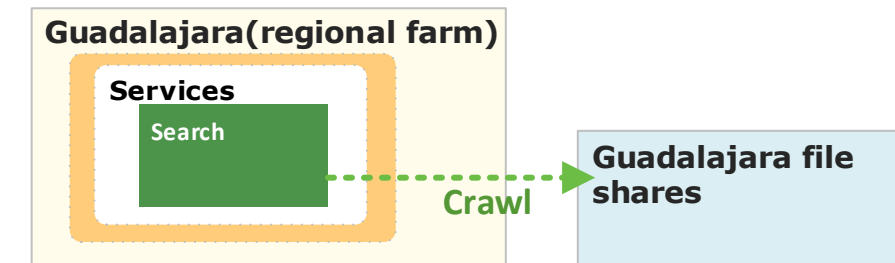 Guadalajara(regional farm)
Services
Search
Crawl
Guadalajara file
shares